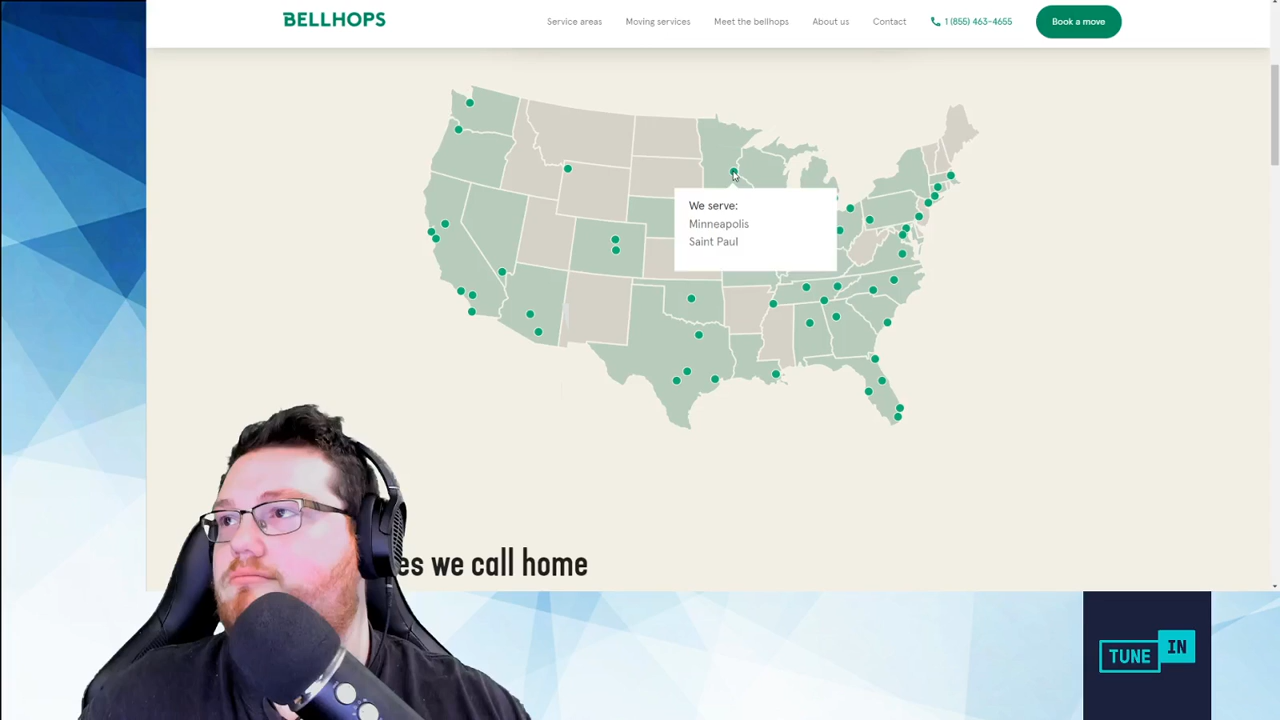 BELLHOPS
Service areas
Moving services
Meet the bellhops
About us
Contact
1 (855) 463-4655
Book a move
We serve:
Minneapolis
Saint Paul
we call home
TUNE IN